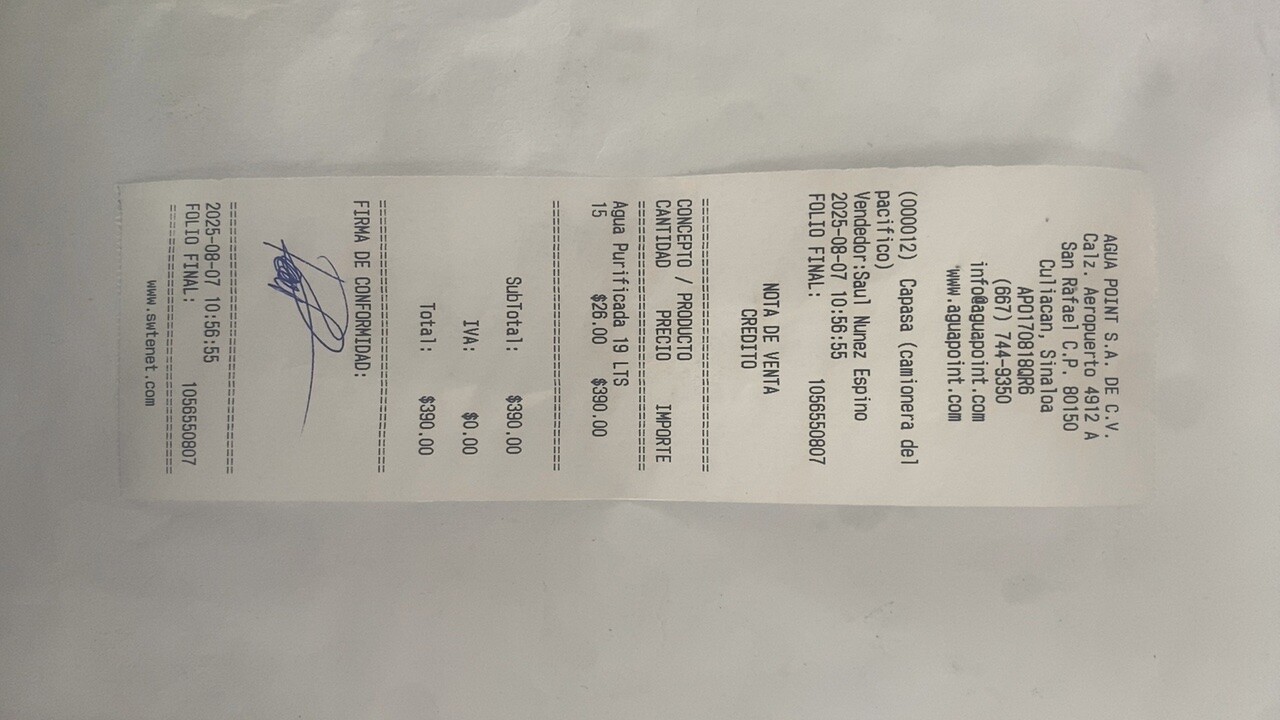 AGUA POINT S.A. DE C.V.
Calz. Aeropuerto 4912 A
San Rafael C.P. 80150
Culiacan, Sinaloa
APO170818QR6
(667) 744-9350
info@aguapoint.com
www.aguapoint.com
(000012) Capasa (camionera del
pacifico)
Vendedor:Saul Nunez Espino
2025-08-07 10:56:55
FOLIO FINAL: 1056550807
NOTA DE VENTA
CREDITO
===================================
CONCEPTO / PRODUCTO
CANTIDAD PRECIO IMPORTE
===================================
Agua Purificada 19 LTS
15 $26.00 $390.00
===================================
SubTotal: $390.00
IVA: $0.00
Total: $390.00
===================================
FIRMA DE CONFORMIDAD:
===================================
2025-08-07 10:56:55
FOLIO FINAL: 1056550807
===================================
www.swtenet.com